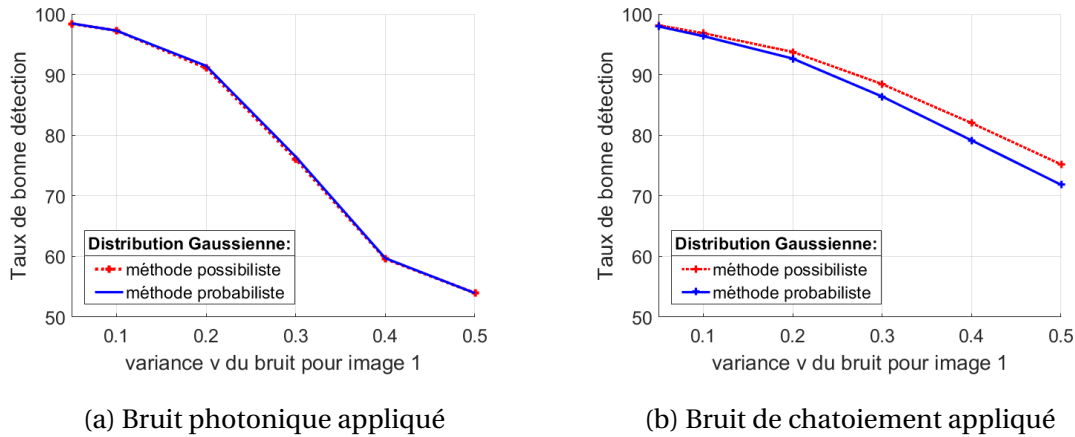 100
90
80
70
60
50
Taux de bonne détection
Distribution Gaussienne:
méthode possibiliste
méthode probabiliste
0.1 0.2 0.3 0.4 0.5
variance v du bruit pour image 1
(a) Bruit photonique appliqué
100
90
80
70
60
50
Taux de bonne détection
Distribution Gaussienne:
méthode possibiliste
méthode probabiliste
0.1 0.2 0.3 0.4 0.5
variance v du bruit pour image 1
(b) Bruit de chatoiement appliqué